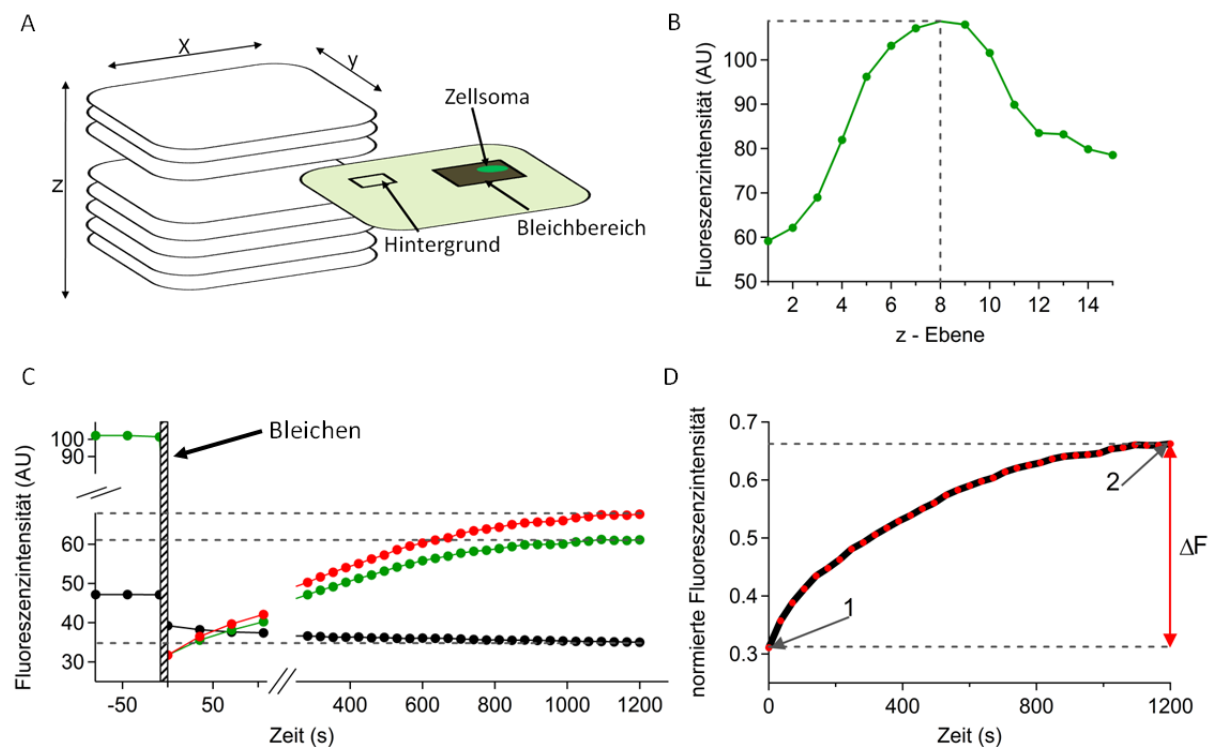 A
X
y
z
Zellsoma
Bleichbereich
Hintergrund
B
Fluoreszenzintensität (AU)
100
90
80
70
60
50
2 4 6 8 10 12 14
z - Ebene
C
Bleichen
Fluoreszenzintensität (AU)
100
90
60
50
40
30
-50 50 400 600 800 1000 1200
Zeit (s)
D
normierte Fluoreszenzintensität
0.7
0.6
0.5
0.4
0.3
1
2
ΔF
0 400 800 1200
Zeit (s)